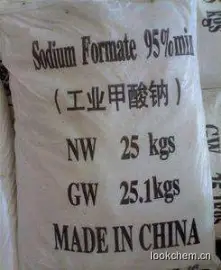 Sodium Formate 95%min
(工业甲酸钠)
NW 25 kgs
GW 25.1kgs
MADE IN CHINA
lookchem.cn